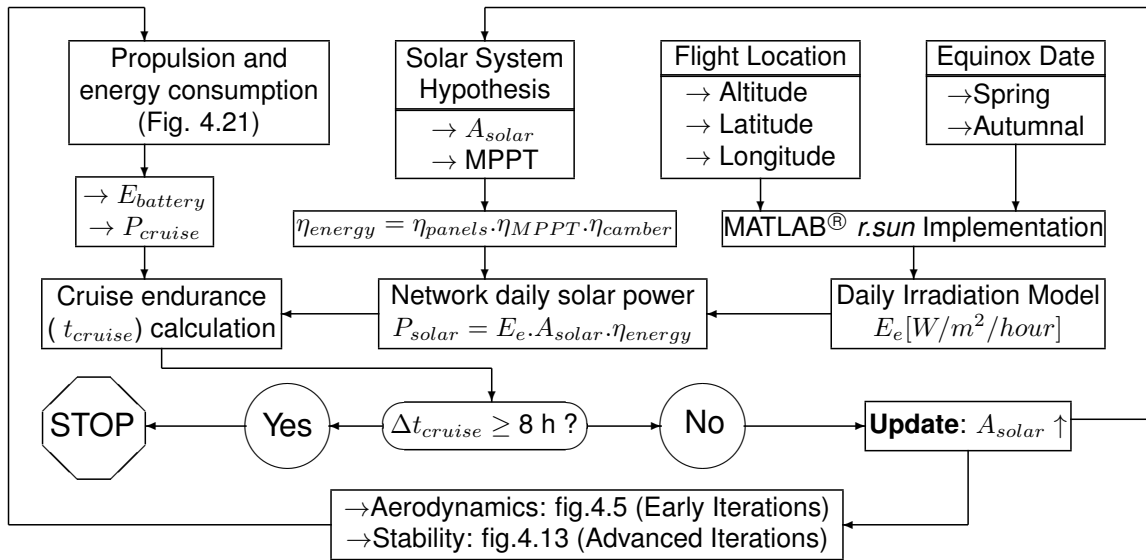 Propulsion and
energy consumption
(Fig. 4.21)
→ E_battery
→ P_cruise
Cruise endurance
( t_cruise) calculation
Solar System
Hypothesis
→ A_solar
→ MPPT
η_energy = η_panels.η_MPPT.η_camber
Network daily solar power
P_solar = E_e.A_solar.η_energy
Flight Location
→ Altitude
→ Latitude
→ Longitude
Equinox Date
→Spring
→Autumnal
MATLAB® r.sun Implementation
Daily Irradiation Model
E_e[W/m²/hour]
STOP
Yes
Δt_cruise ≥ 8 h ?
No
Update: A_solar ↑
→Aerodynamics: fig.4.5 (Early Iterations)
→Stability: fig.4.13 (Advanced Iterations)